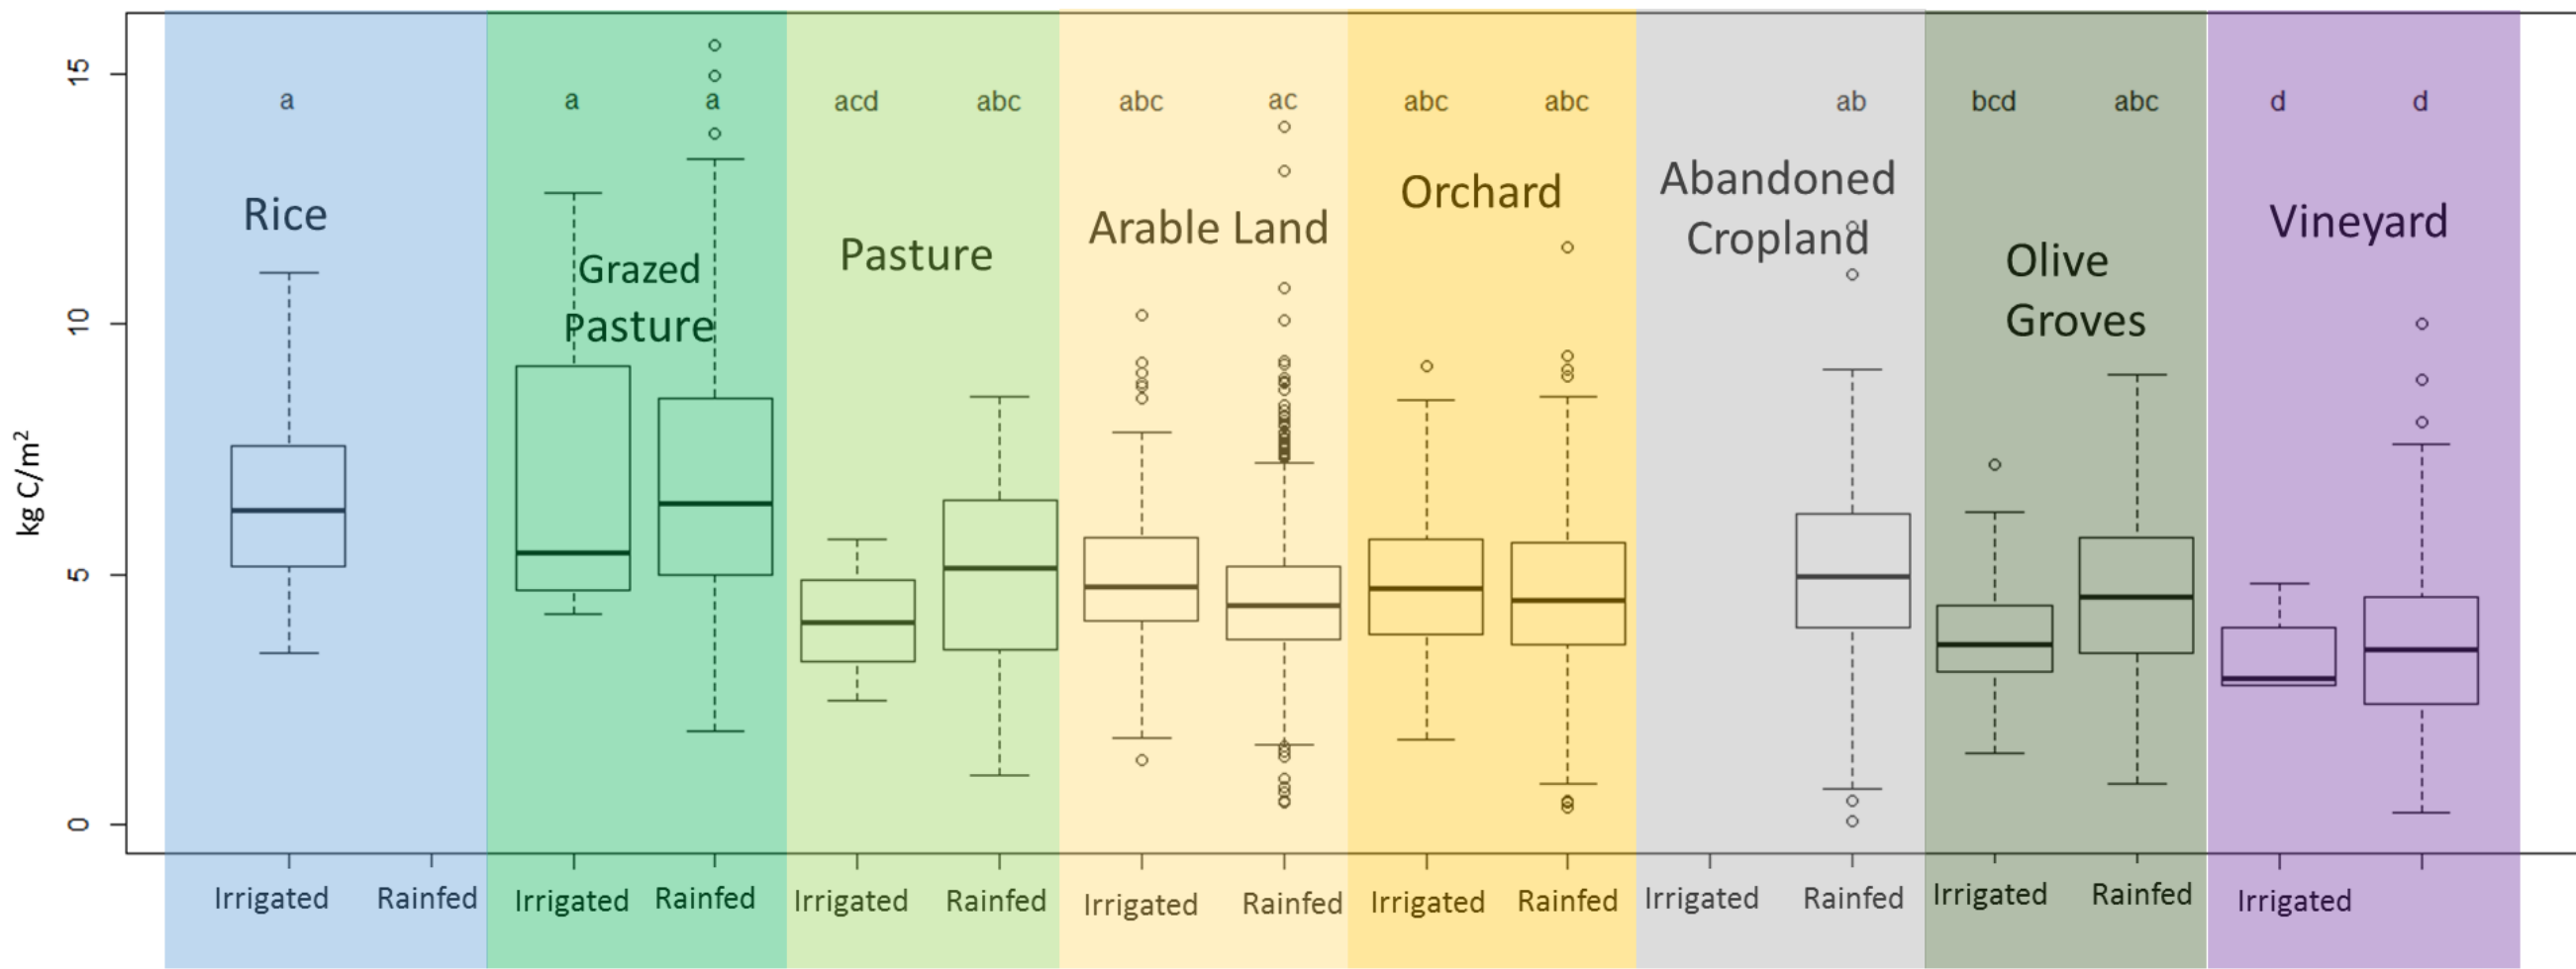 15
10
5
0
kg C/m²
a
a
a
acd
abc
abc
ac
abc
abc
ab
bcd
abc
d
d
Rice
Grazed
Pasture
Pasture
Arable Land
Orchard
Abandoned
Cropland
Olive
Groves
Vineyard
Irrigated
Rainfed
Irrigated
Rainfed
Irrigated
Rainfed
Irrigated
Rainfed
Irrigated
Rainfed
Irrigated
Rainfed
Irrigated
Rainfed
Irrigated